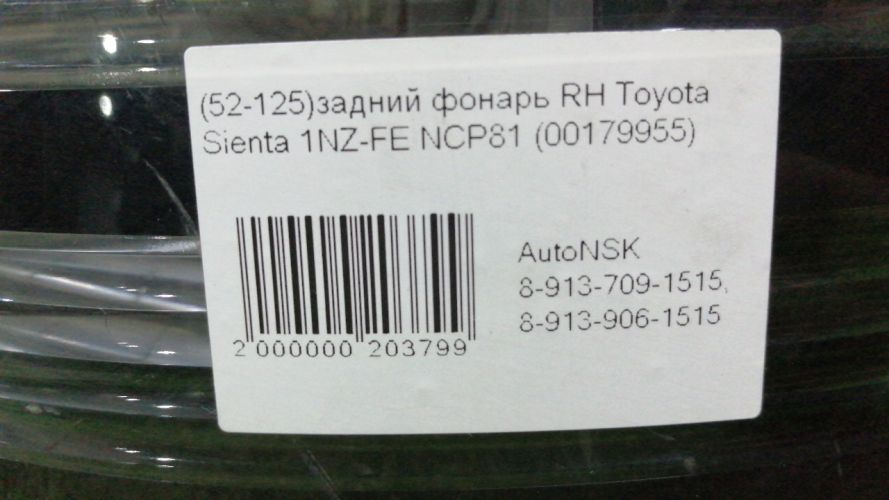 (52-125)задний фонарь RH Toyota
Sienta 1NZ-FE NCP81 (00179955)
AutoNSK
8-913-709-1515,
8-913-906-1515
2 000000 203799